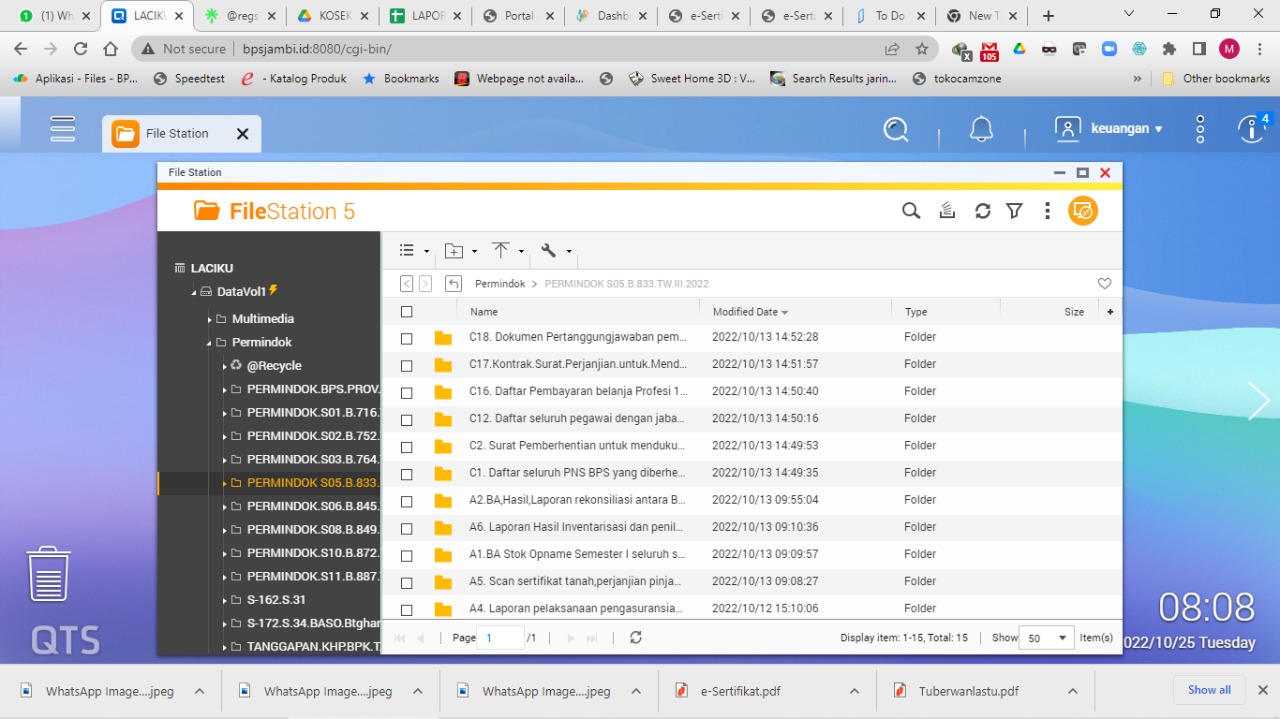 (1) Wh
LACIKU
@regs
KOSEK
LAPOR
Portal
Dashb
e-Serti
e-Serti
To Do
New T
Not secure
bpsjambi.id:8080/cgi-bin/
105
M
Aplikasi - Files - BP...
Speedtest
- Katalog Produk
Bookmarks
Webpage not availa...
Sweet Home 3D : V...
Search Results jarin...
tokocamzone
»
Other bookmarks
File Station
keuangan
4
File Station
FileStation 5
LACIKU
DataVol1
Multimedia
Permindok
@Recycle
PERMINDOK.BPS.PROV.
PERMINDOK.S01.B.716.
PERMINDOK.S02.B.752.
PERMINDOK.S03.B.764.
PERMINDOK S05.B.833.
PERMINDOK.S06.B.845.
PERMINDOK.S08.B.849.
PERMINDOK.S10.B.872.
PERMINDOK.S11.B.887.
S-162.S.31
S-172.S.34.BASO.Btghar
TANGGAPAN.KHP.BPK.T
Permindok > PERMINDOK S05.B.833.TW.III.2022
Name Modified Date Type Size
C18. Dokumen Pertanggungjawaban pem... 2022/10/13 14:52:28 Folder
C17.Kontrak.Surat.Perjanjian.untuk.Mend... 2022/10/13 14:51:57 Folder
C16. Daftar Pembayaran belanja Profesi 1... 2022/10/13 14:50:40 Folder
C12. Daftar seluruh pegawai dengan jaba... 2022/10/13 14:50:16 Folder
C2. Surat Pemberhentian untuk menduku... 2022/10/13 14:49:53 Folder
C1. Daftar seluruh PNS BPS yang diberhe... 2022/10/13 14:49:35 Folder
A2.BA,Hasil,Laporan rekonsiliasi antara B... 2022/10/13 09:55:04 Folder
A6. Laporan Hasil Inventarisasi dan penil... 2022/10/13 09:10:36 Folder
A1.BA Stok Opname Semester I seluruh s... 2022/10/13 09:09:57 Folder
A5. Scan sertifikat tanah,perjanjian pinja... 2022/10/13 09:08:27 Folder
A4. Laporan pelaksanaan pengasuransia... 2022/10/12 15:10:06 Folder
Page 1 /1
Display item: 1-15, Total: 15
Show 50 Item(s)
QTS
08:08
022/10/25 Tuesday
WhatsApp Image....jpeg
WhatsApp Image....jpeg
WhatsApp Image....jpeg
e-Sertifikat.pdf
Tuberwanlastu.pdf
Show all